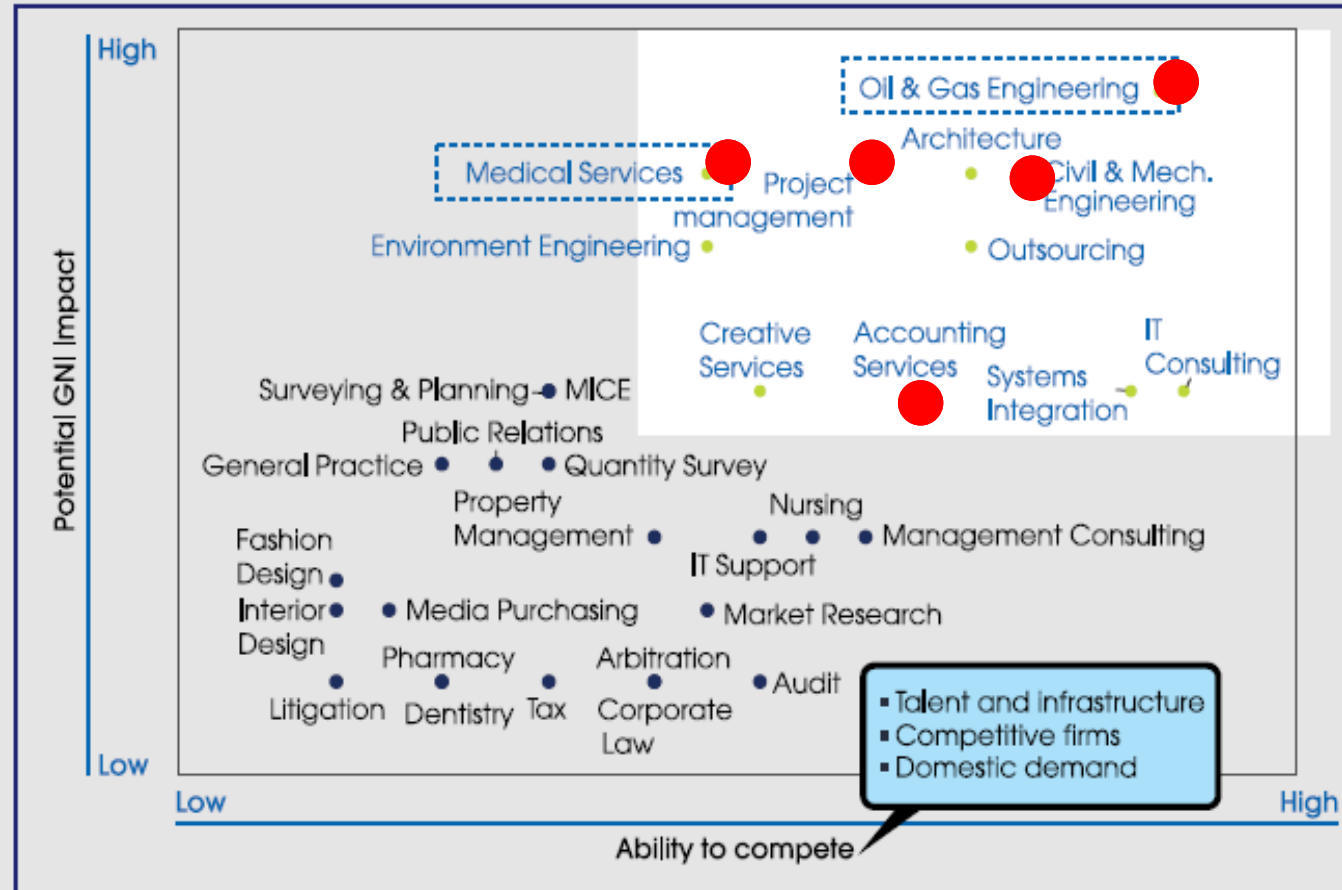 High
Oil & Gas Engineering
Architecture
Medical Services
Project
management
Civil & Mech.
Engineering
Environment Engineering
Outsourcing
Creative
Services
Accounting
Services
Systems
Integration
IT
Consulting
Potential GNI Impact
Surveying & Planning
MICE
Public Relations
General Practice
Quantity Survey
Property
Management
Nursing
Management Consulting
IT Support
Fashion
Design
Interior
Design
Media Purchasing
Market Research
Pharmacy
Arbitration
Audit
Litigation
Dentistry
Tax
Corporate
Law
▪ Talent and infrastructure
▪ Competitive firms
▪ Domestic demand
Low
Low
High
Ability to compete